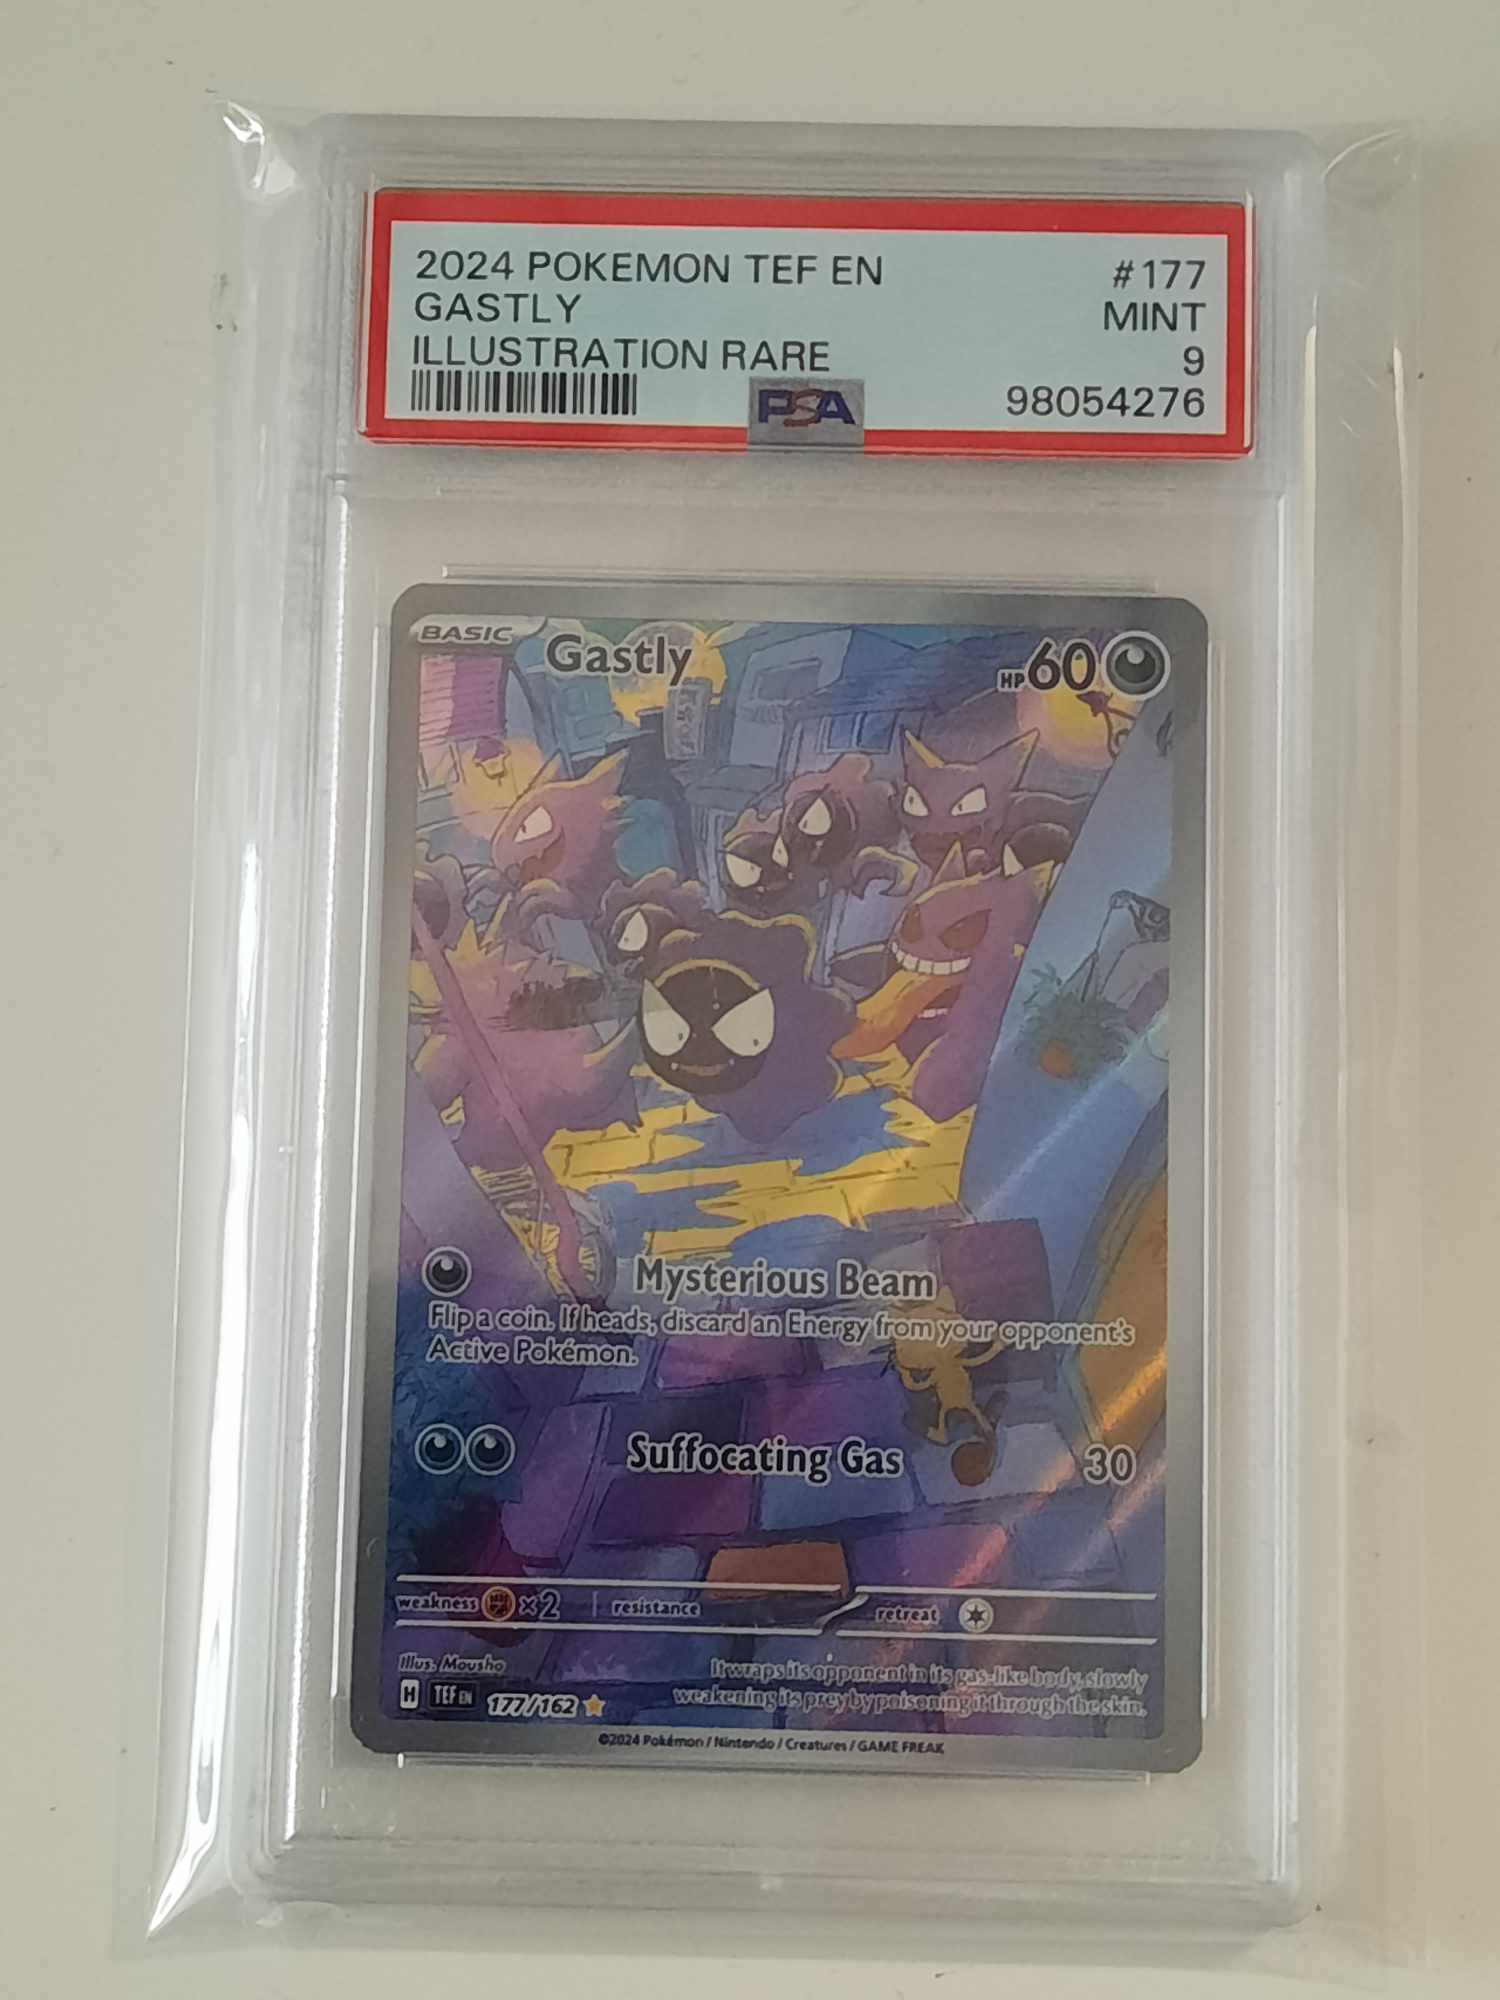 2024 POKEMON TEF EN #177
GASTLY MINT
ILLUSTRATION RARE 9
PSA 98054276
BASIC Gastly HP60
Mysterious Beam
Flip a coin. If heads, discard an Energy from your opponent's
Active Pokémon.
Suffocating Gas 30
weakness ×2 resistance retreat
Illus. Mousho
It wraps its opponent in its gas-like body, slowly
weakening its prey by poisoning it through the skin.
H TEF EN 177/162
©2024 Pokémon / Nintendo / Creatures / GAME FREAK